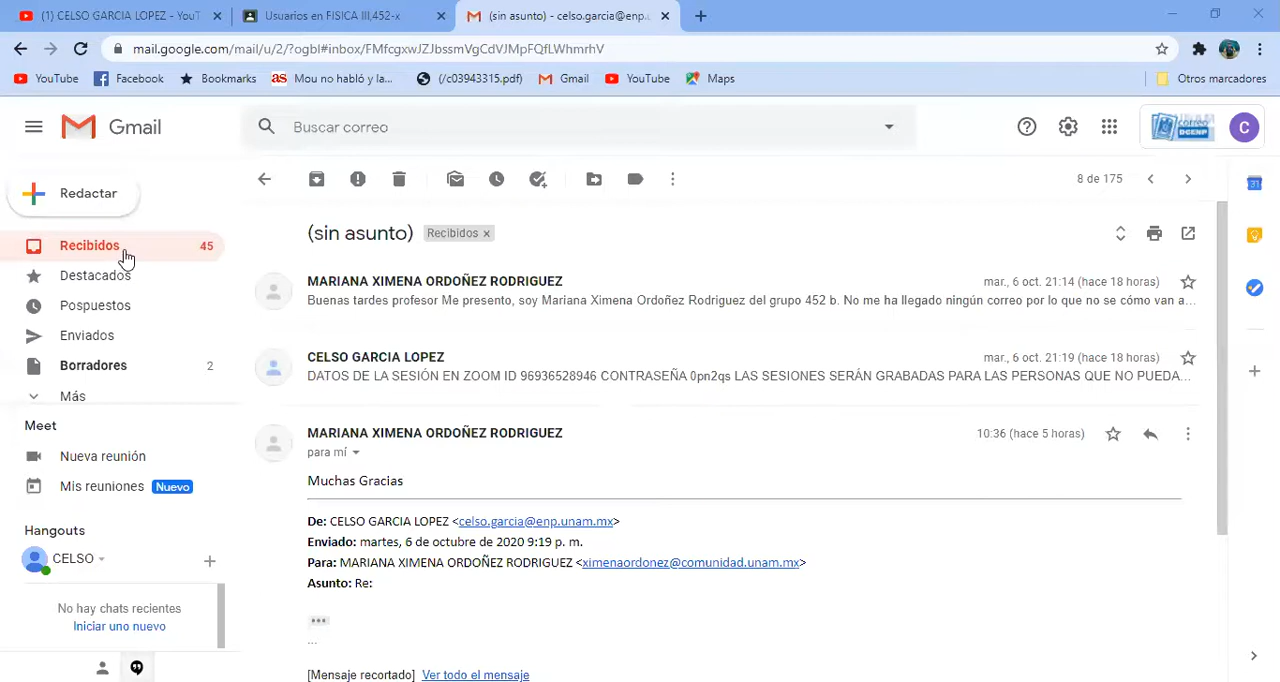 (1) CELSO GARCIA LOPEZ - YouT
Usuarios en FISICA III,452-x
(sin asunto) - celso.garcia@enp.
mail.google.com/mail/u/2/?ogbl#inbox/FMfcgxwJZJbssmVgCdVJMpFQfLWhmrhV
YouTube
Facebook
Bookmarks
as Mou no habló y la...
(/c03943315.pdf)
Gmail
YouTube
Maps
Otros marcadores
Gmail
Buscar correo
correo
DGENP
C
Redactar
8 de 175
31
(sin asunto)
Recibidos ×
Recibidos 45
Destacados
Pospuestos
Enviados
Borradores 2
Más
Meet
Nueva reunión
Mis reuniones Nuevo
Hangouts
CELSO
No hay chats recientes
Iniciar uno nuevo
MARIANA XIMENA ORDOÑEZ RODRIGUEZ mar., 6 oct. 21:14 (hace 18 horas)
Buenas tardes profesor Me presento, soy Mariana Ximena Ordoñez Rodriguez del grupo 452 b. No me ha llegado ningún correo por lo que no se cómo van a...
CELSO GARCIA LOPEZ mar., 6 oct. 21:19 (hace 18 horas)
DATOS DE LA SESIÓN EN ZOOM ID 96936528946 CONTRASEÑA 0pn2qs LAS SESIONES SERÁN GRABADAS PARA LAS PERSONAS QUE NO PUEDA...
MARIANA XIMENA ORDOÑEZ RODRIGUEZ 10:36 (hace 5 horas)
para mí
Muchas Gracias
De: CELSO GARCIA LOPEZ <celso.garcia@enp.unam.mx>
Enviado: martes, 6 de octubre de 2020 9:19 p. m.
Para: MARIANA XIMENA ORDOÑEZ RODRIGUEZ <ximenaordonez@comunidad.unam.mx>
Asunto: Re:
...
[Mensaje recortado] Ver todo el mensaje